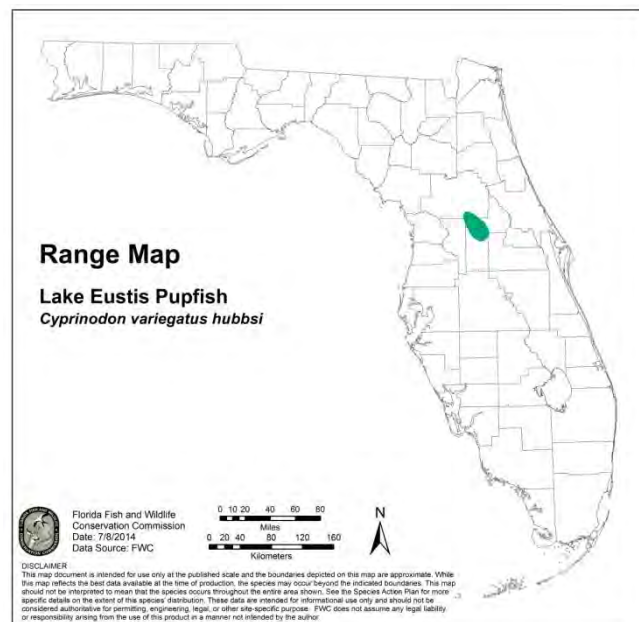 Range Map
Lake Eustis Pupfish
Cyprinodon variegatus hubbsi
Florida Fish and Wildlife
Conservation Commission
Date: 7/8/2014
Data Source: FWC
0 10 20 40 60 80
Miles
0 20 40 80 120 160
Kilometers
N
DISCLAIMER
This map document is intended for use only at the published scale and the boundaries depicted on this map are approximate. While
this map reflects the best data available at the time of production, the species may occur beyond the indicated boundaries. This map
should not be interpreted to mean that the species occurs throughout the entire area shown. See the Species Action Plan for more
specific details on the extent of this species' distribution. These data are intended for informational use only and should not be
considered authoritative for permitting, engineering, legal, or other site-specific purpose. FWC does not assume any legal liability
or responsibility arising from the use of this product in a manner not intended by the author.